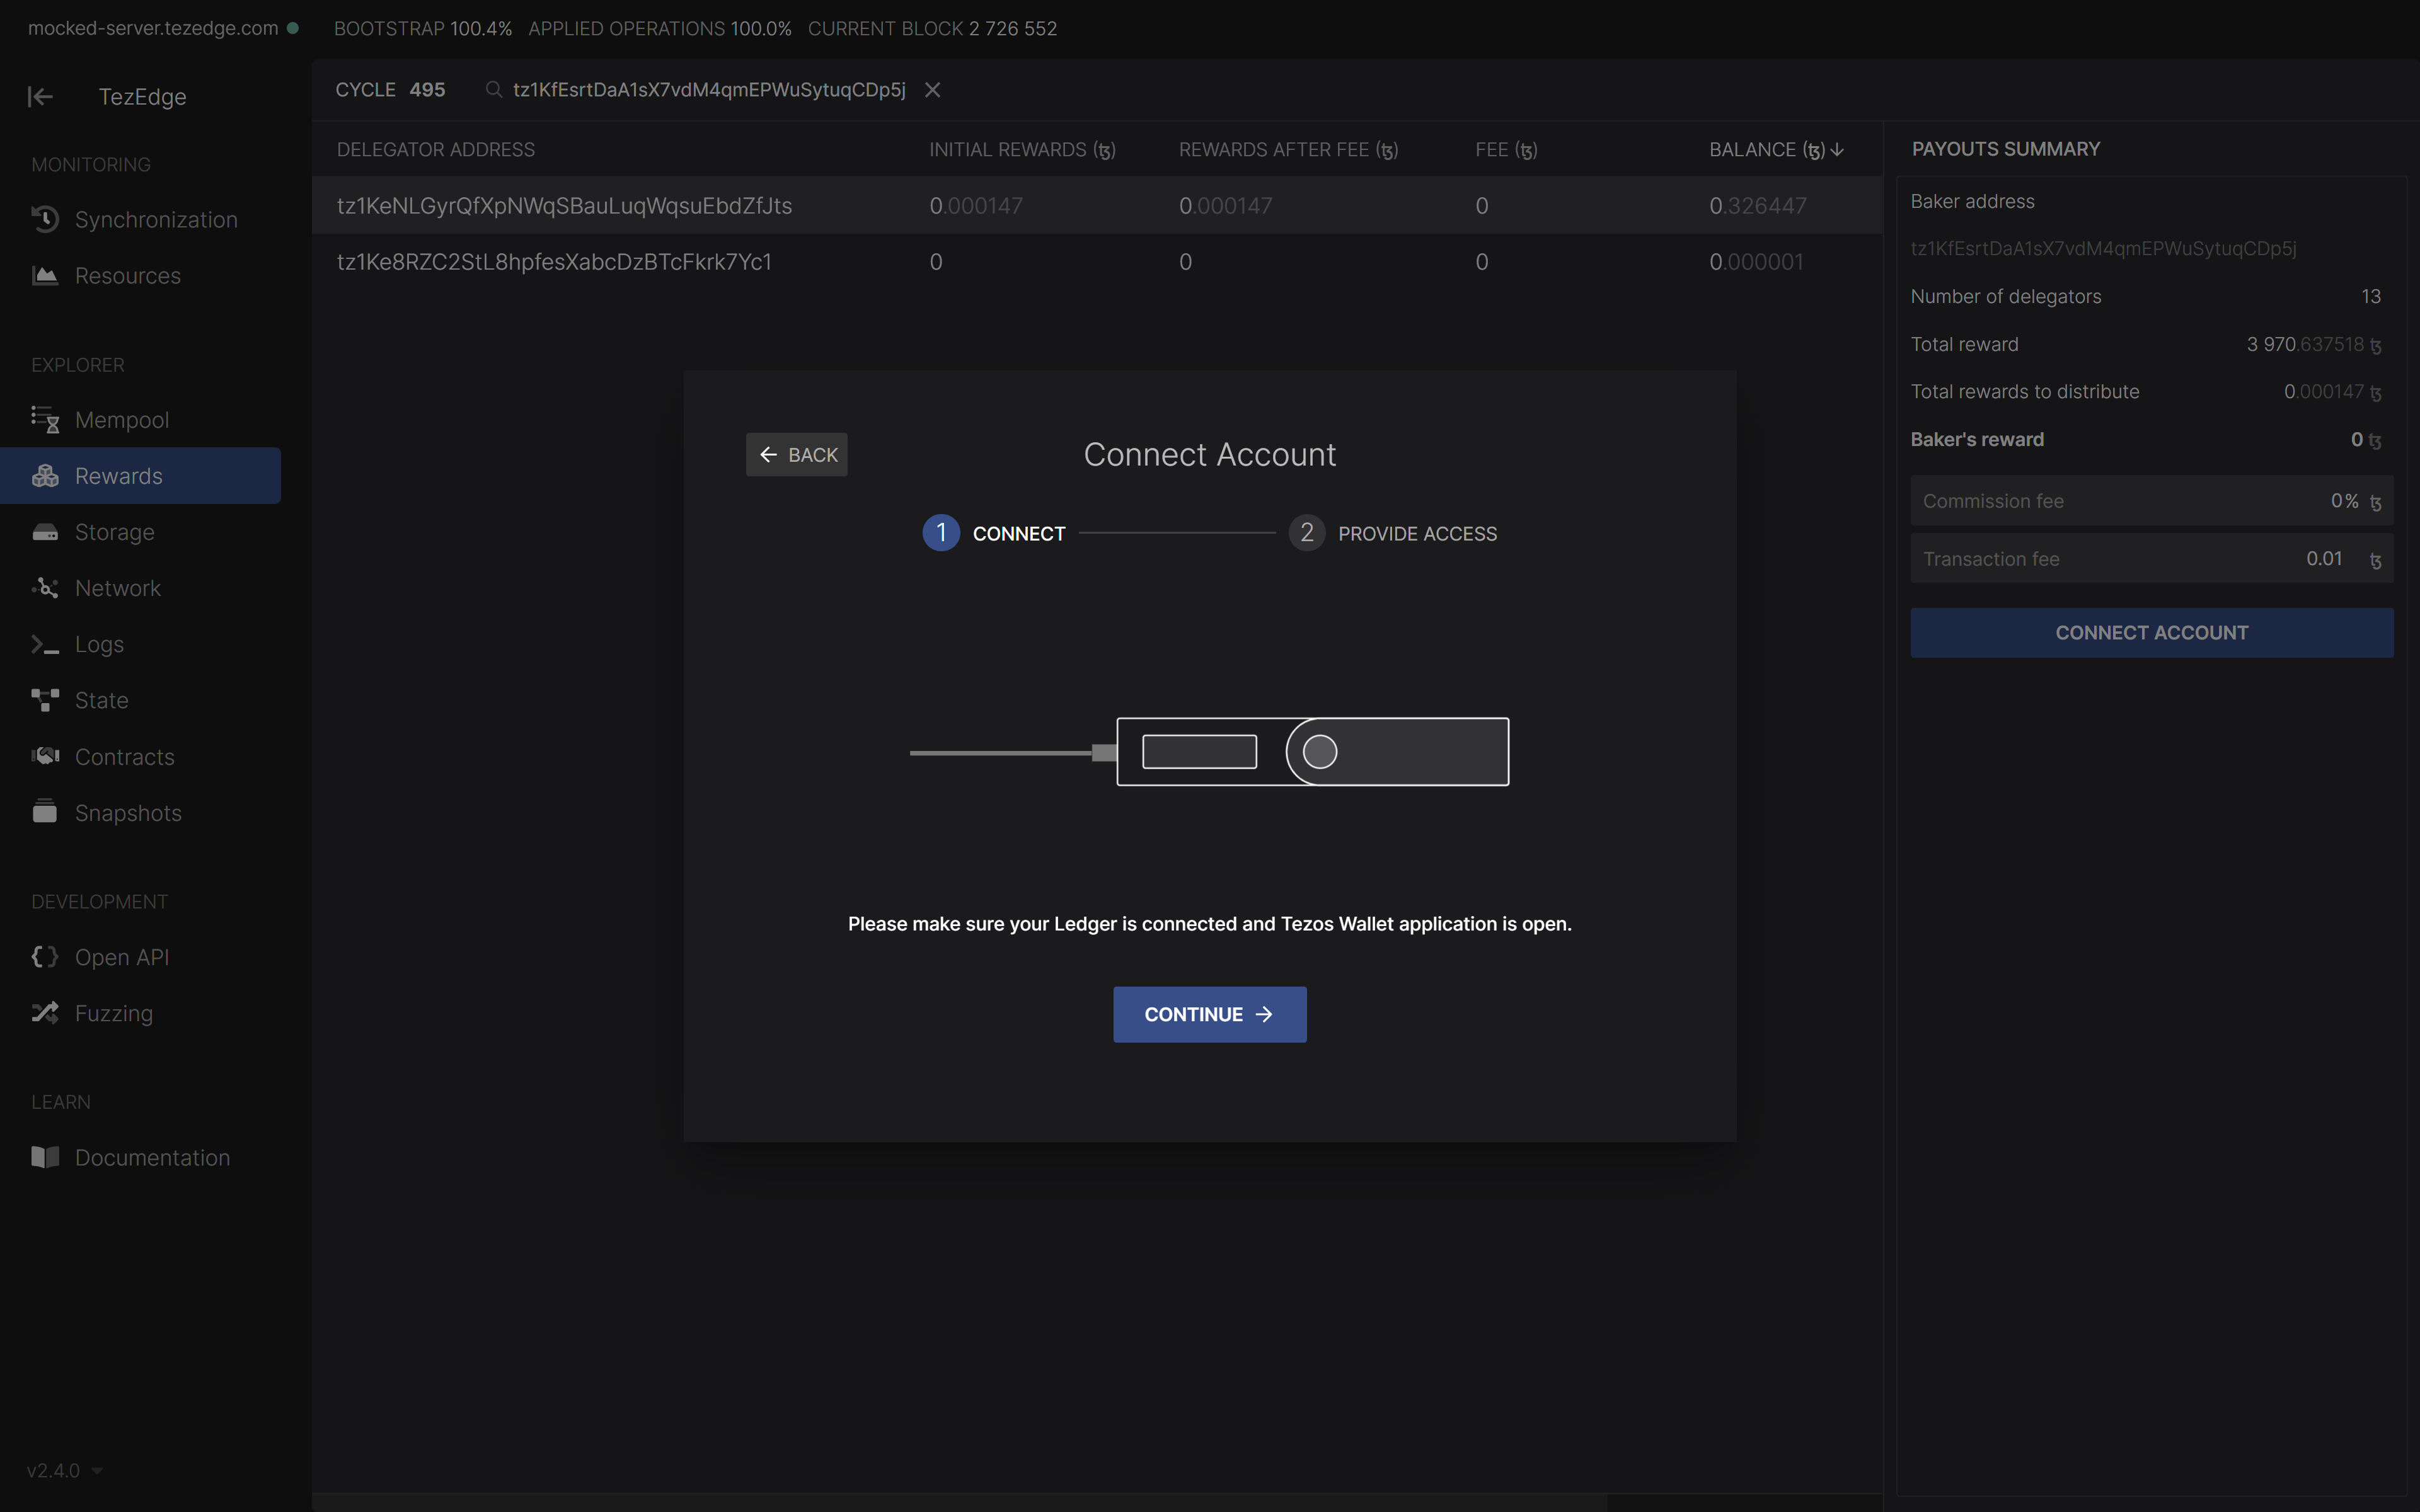 mocked-server.tezedge.com BOOTSTRAP 100.4% APPLIED OPERATIONS 100.0% CURRENT BLOCK 2 726 552
TezEdge
MONITORING
Synchronization
Resources
EXPLORER
Mempool
Rewards
Storage
Network
Logs
State
Contracts
Snapshots
DEVELOPMENT
Open API
Fuzzing
LEARN
Documentation
v2.4.0
CYCLE 495 tz1KfEsrtDaA1sX7vdM4qmEPWuSytuqCDp5j
DELEGATOR ADDRESS INITIAL REWARDS (ꜩ) REWARDS AFTER FEE (ꜩ) FEE (ꜩ) BALANCE (ꜩ)
tz1KeNLGyrQfXpNWqSBauLuqWqsuEbdZfJts 0.000147 0.000147 0 0.326447
tz1Ke8RZC2StL8hpfesXabcDzBTcFkrk7Yc1 0 0 0 0.000001
BACK
Connect Account
1 CONNECT 2 PROVIDE ACCESS
Please make sure your Ledger is connected and Tezos Wallet application is open.
CONTINUE
PAYOUTS SUMMARY
Baker address
tz1KfEsrtDaA1sX7vdM4qmEPWuSytuqCDp5j
Number of delegators 13
Total reward 3 970.637518 ꜩ
Total rewards to distribute 0.000147 ꜩ
Baker's reward 0 ꜩ
Commission fee 0% ꜩ
Transaction fee 0.01 ꜩ
CONNECT ACCOUNT